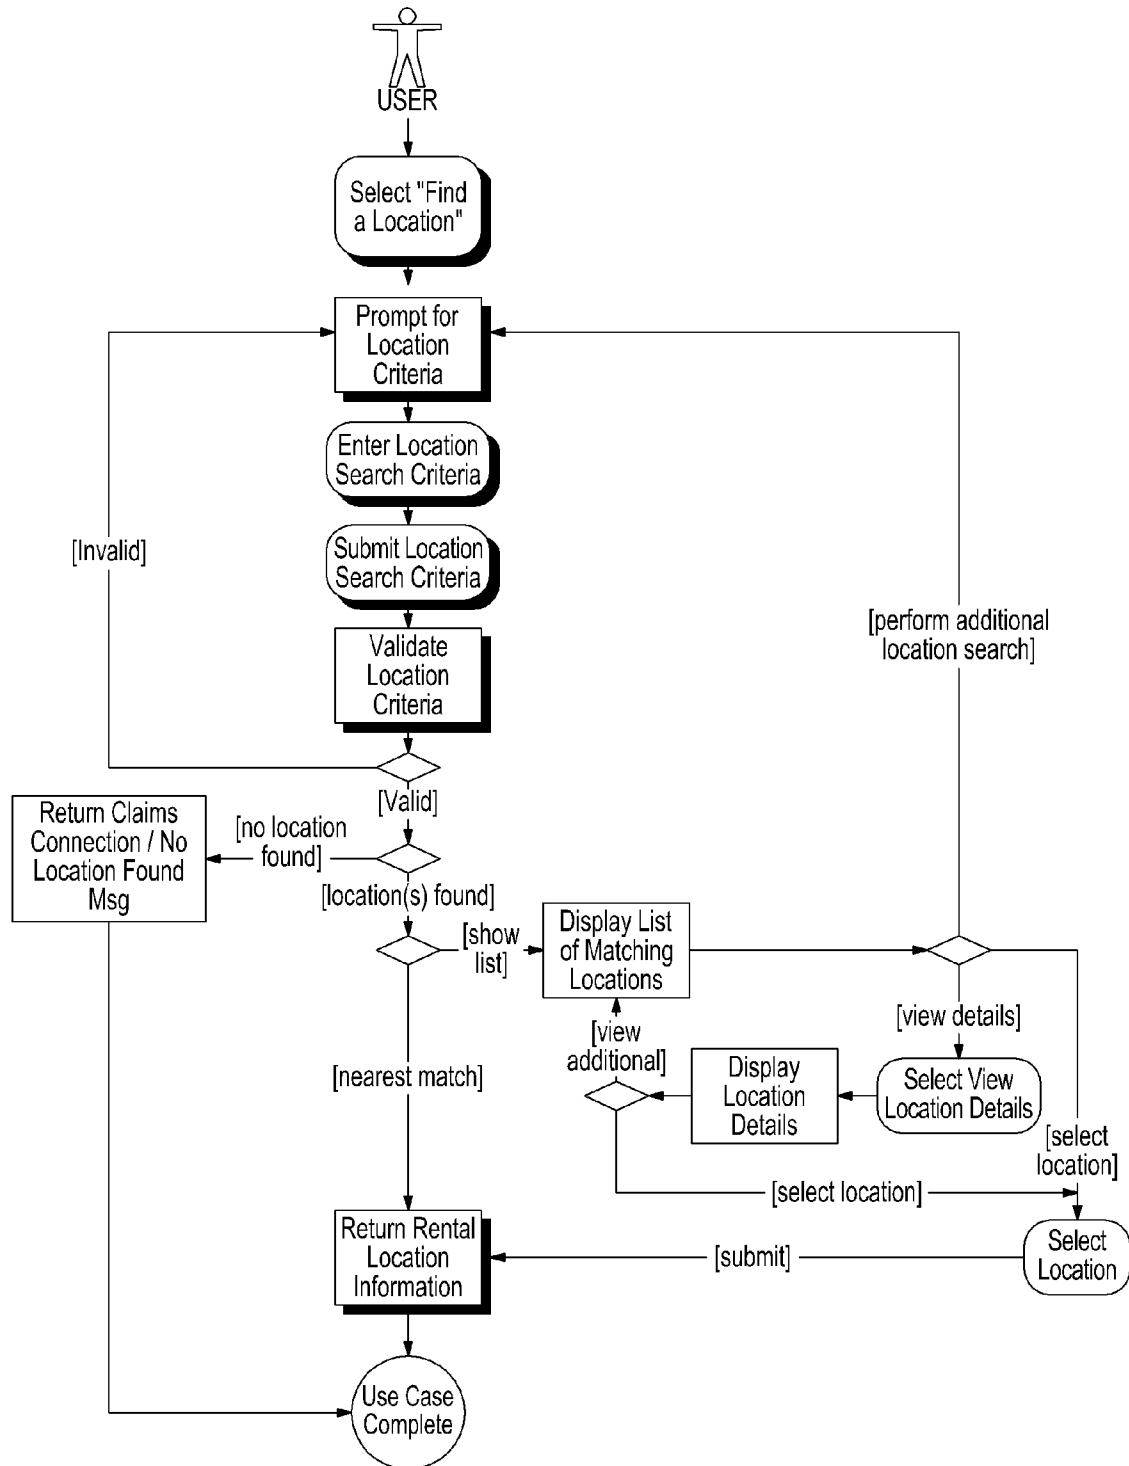 USER
Select "Find
a Location"
Prompt for
Location
Criteria
Enter Location
Search Criteria
[Invalid]
Submit Location
Search Criteria
[perform additional
location search]
Validate
Location
Criteria
[Valid]
Return Claims
Connection / No
Location Found
Msg
[no location
found]
[location(s) found]
[show
list]
Display List
of Matching
Locations
[view details]
[view
additional]
Display
Location
Details
Select View
Location Details
[nearest match]
[select
location]
[select location]
Return Rental
Location
Information
[submit]
Select
Location
Use Case
Complete